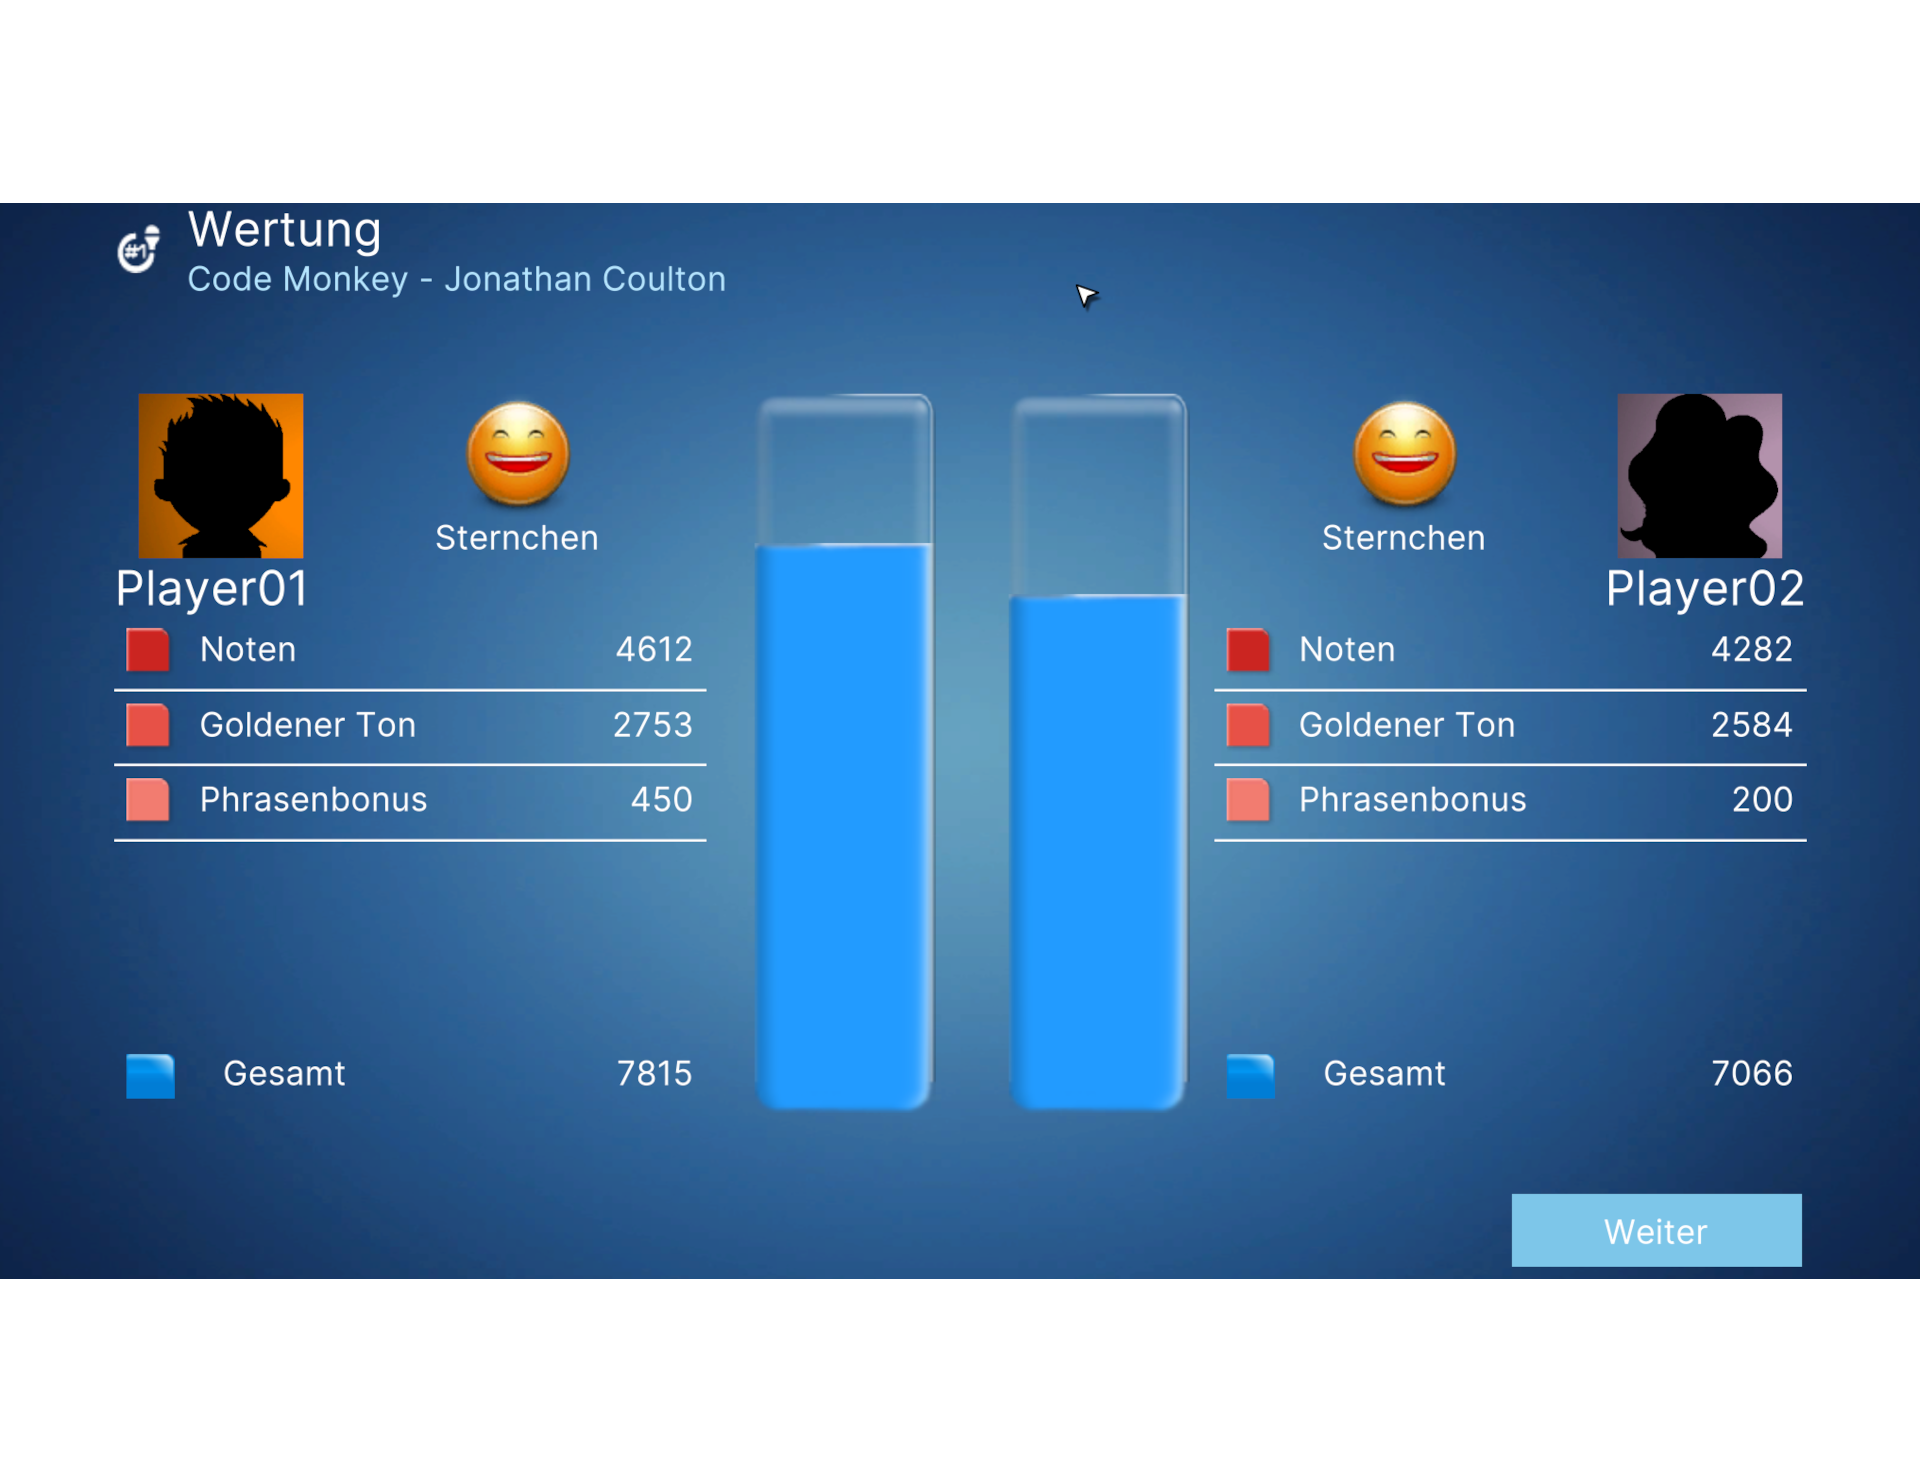 #1
Wertung
Code Monkey - Jonathan Coulton
Sternchen
Player01
Noten 4612
Goldener Ton 2753
Phrasenbonus 450
Gesamt 7815
Sternchen
Player02
Noten 4282
Goldener Ton 2584
Phrasenbonus 200
Gesamt 7066
Weiter